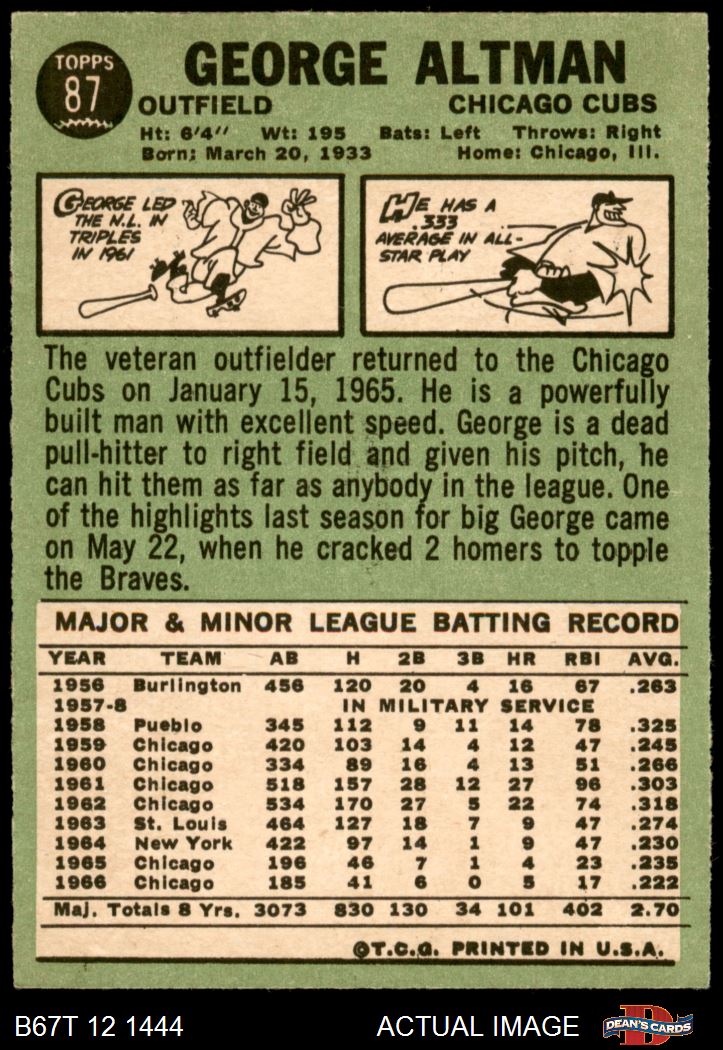 TOPPS
87
GEORGE ALTMAN
OUTFIELD CHICAGO CUBS
Ht: 6'4" Wt: 195 Bats: Left Throws: Right
Born: March 20, 1933 Home: Chicago, Ill.
GEORGE LED
THE N.L. IN
TRIPLES
IN 1961
HE HAS A
.333
AVERAGE IN ALL-
STAR PLAY
The veteran outfielder returned to the Chicago
Cubs on January 15, 1965. He is a powerfully
built man with excellent speed. George is a dead
pull-hitter to right field and given his pitch, he
can hit them as far as anybody in the league. One
of the highlights last season for big George came
on May 22, when he cracked 2 homers to topple
the Braves.
MAJOR & MINOR LEAGUE BATTING RECORD
YEAR TEAM AB H 2B 3B HR RBI AVG.
1956 Burlington 456 120 20 4 16 67 .263
1957-8 IN MILITARY SERVICE
1958 Pueblo 345 112 9 11 14 78 .325
1959 Chicago 420 103 14 4 12 47 .245
1960 Chicago 334 89 16 4 13 51 .266
1961 Chicago 518 157 28 12 27 96 .303
1962 Chicago 534 170 27 5 22 74 .318
1963 St. Louis 464 127 18 7 9 47 .274
1964 New York 422 97 14 1 9 47 .230
1965 Chicago 196 46 7 1 4 23 .235
1966 Chicago 185 41 6 0 5 17 .222
Maj. Totals 8 Yrs. 3073 830 130 34 101 402 2.70
©T.C.G. PRINTED IN U.S.A.
B67T 12 1444 ACTUAL IMAGE
DEAN'S CARDS